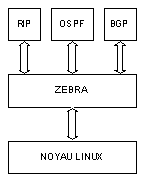 RIP OSPF BGP
ZEBRA
NOYAU LINUX